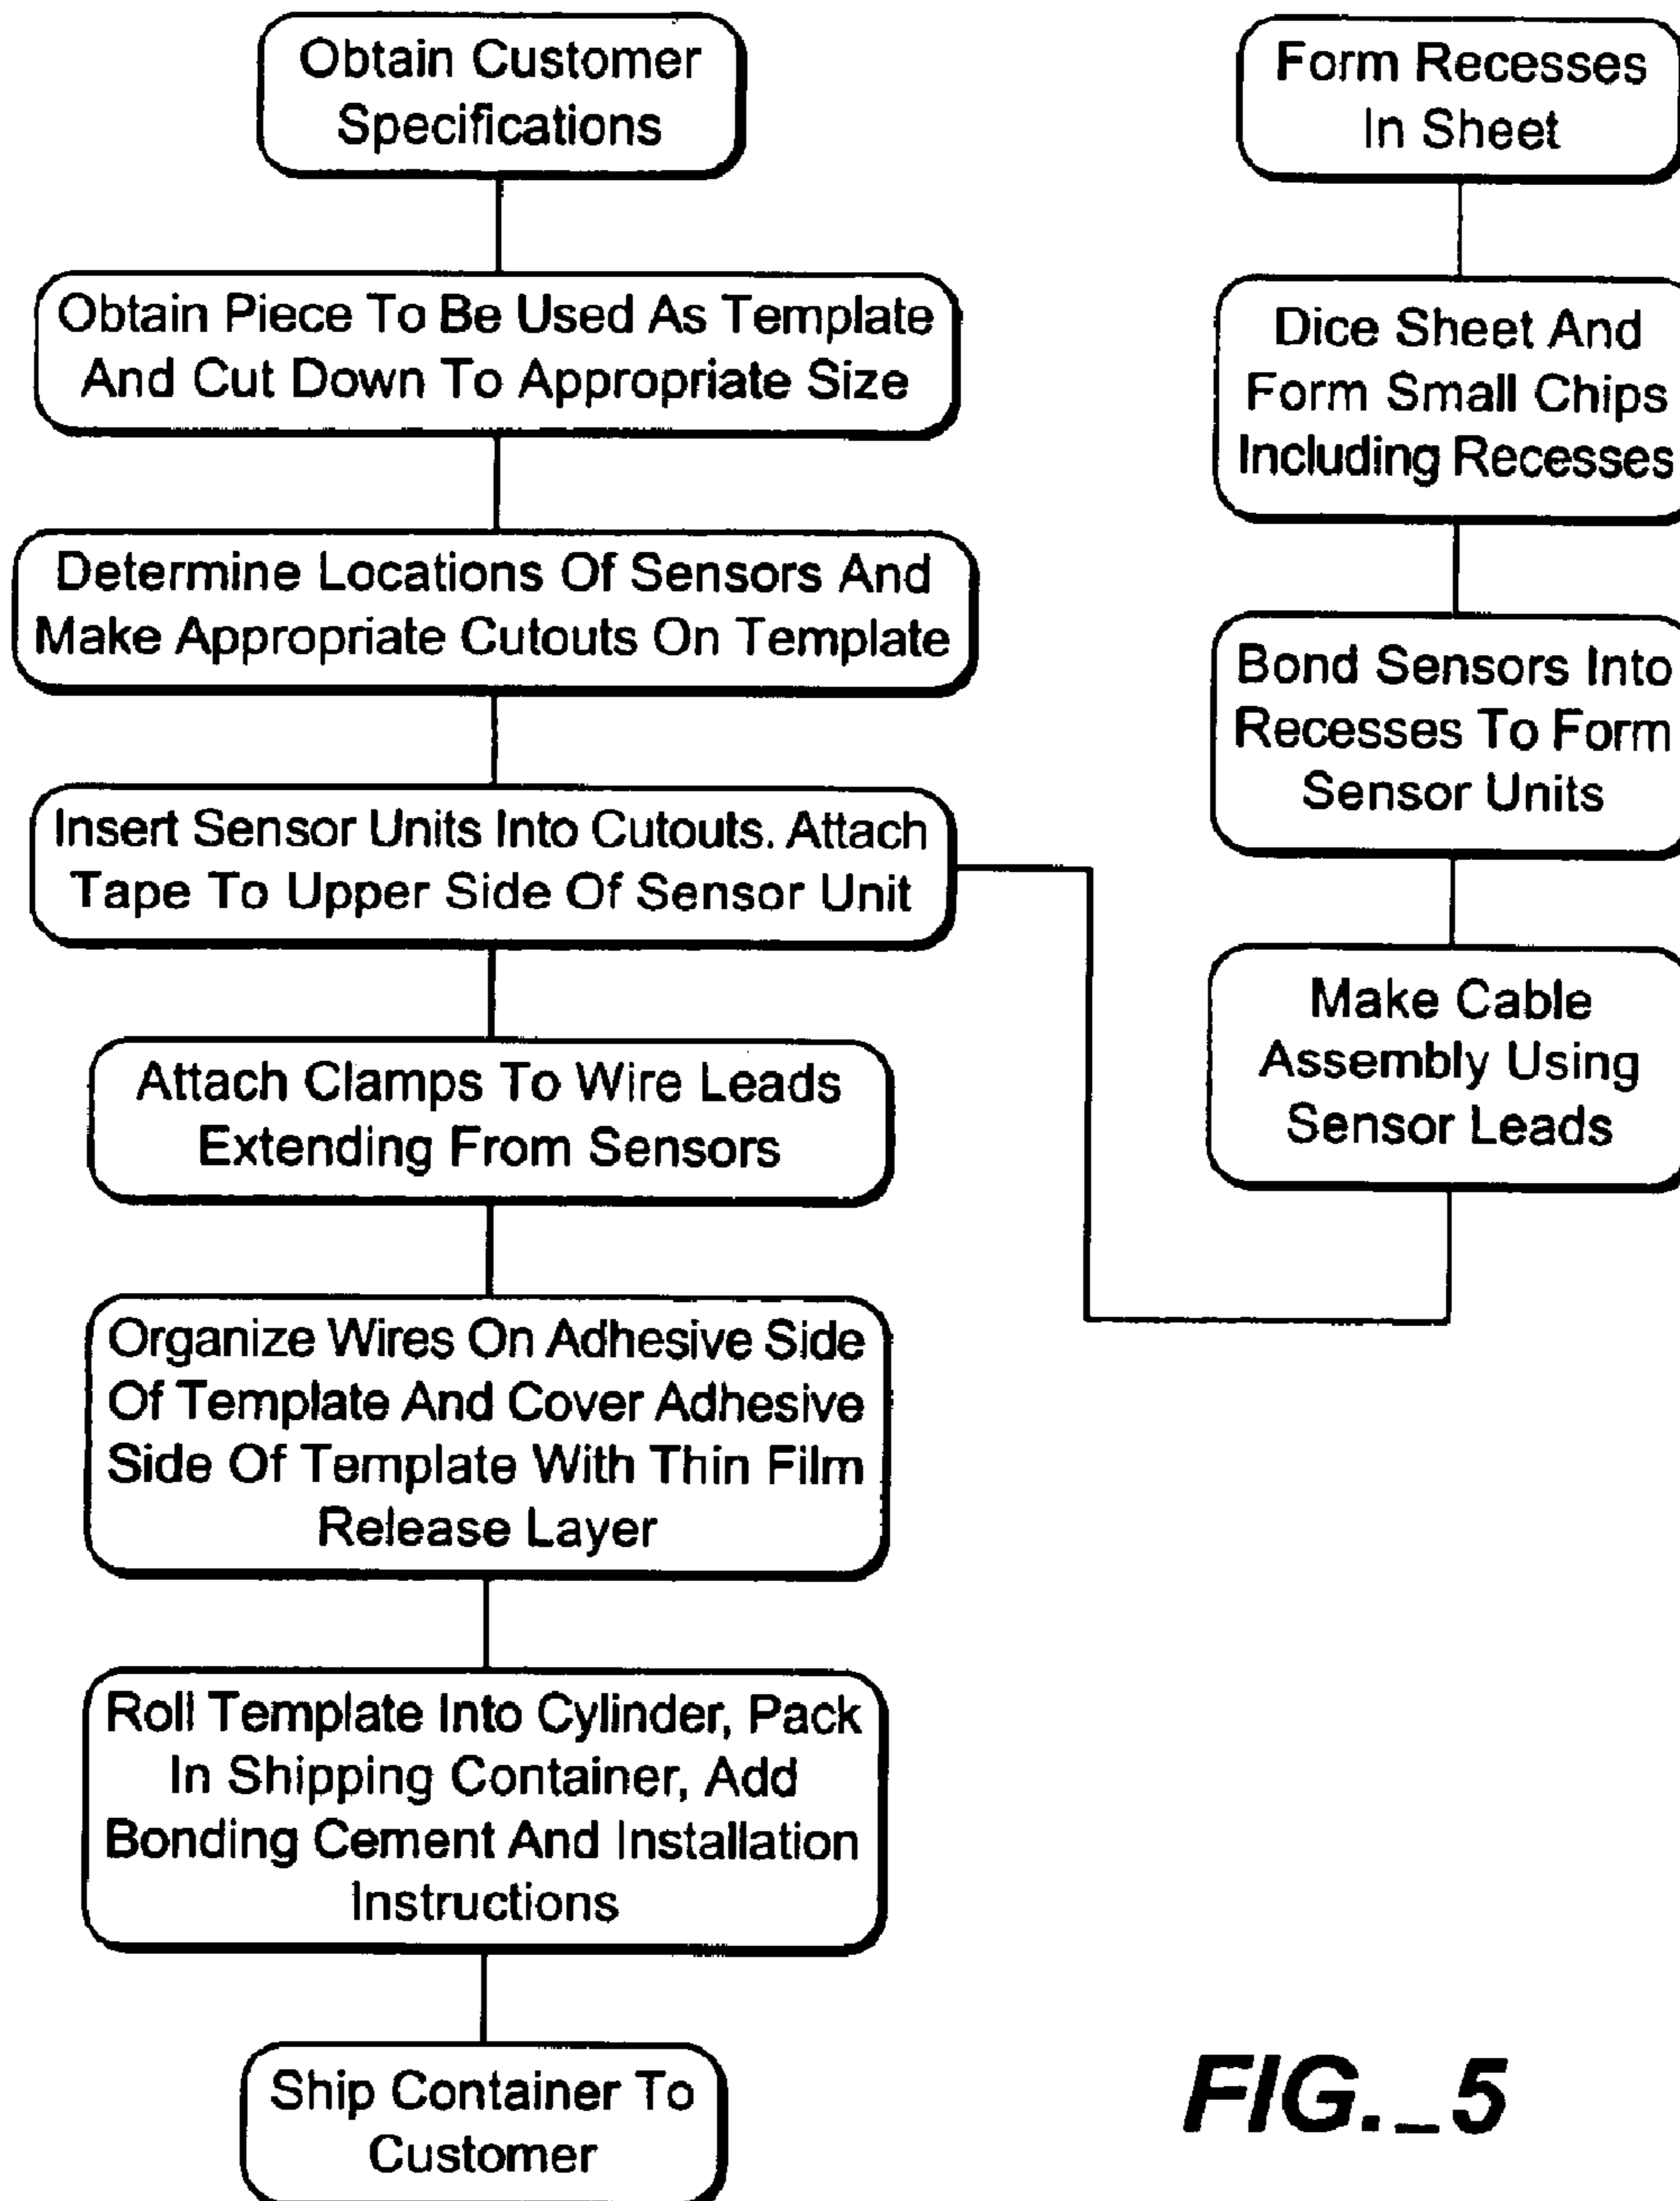 Obtain Customer
Specifications
Obtain Piece To Be Used As Template
And Cut Down To Appropriate Size
Determine Locations Of Sensors And
Make Appropriate Cutouts On Template
Insert Sensor Units Into Cutouts. Attach
Tape To Upper Side Of Sensor Unit
Attach Clamps To Wire Leads
Extending From Sensors
Organize Wires On Adhesive Side
Of Template And Cover Adhesive
Side Of Template With Thin Film
Release Layer
Roll Template Into Cylinder, Pack
In Shipping Container, Add
Bonding Cement And Installation
Instructions
Ship Container To
Customer
Form Recesses
In Sheet
Dice Sheet And
Form Small Chips
Including Recesses
Bond Sensors Into
Recesses To Form
Sensor Units
Make Cable
Assembly Using
Sensor Leads
FIG._5